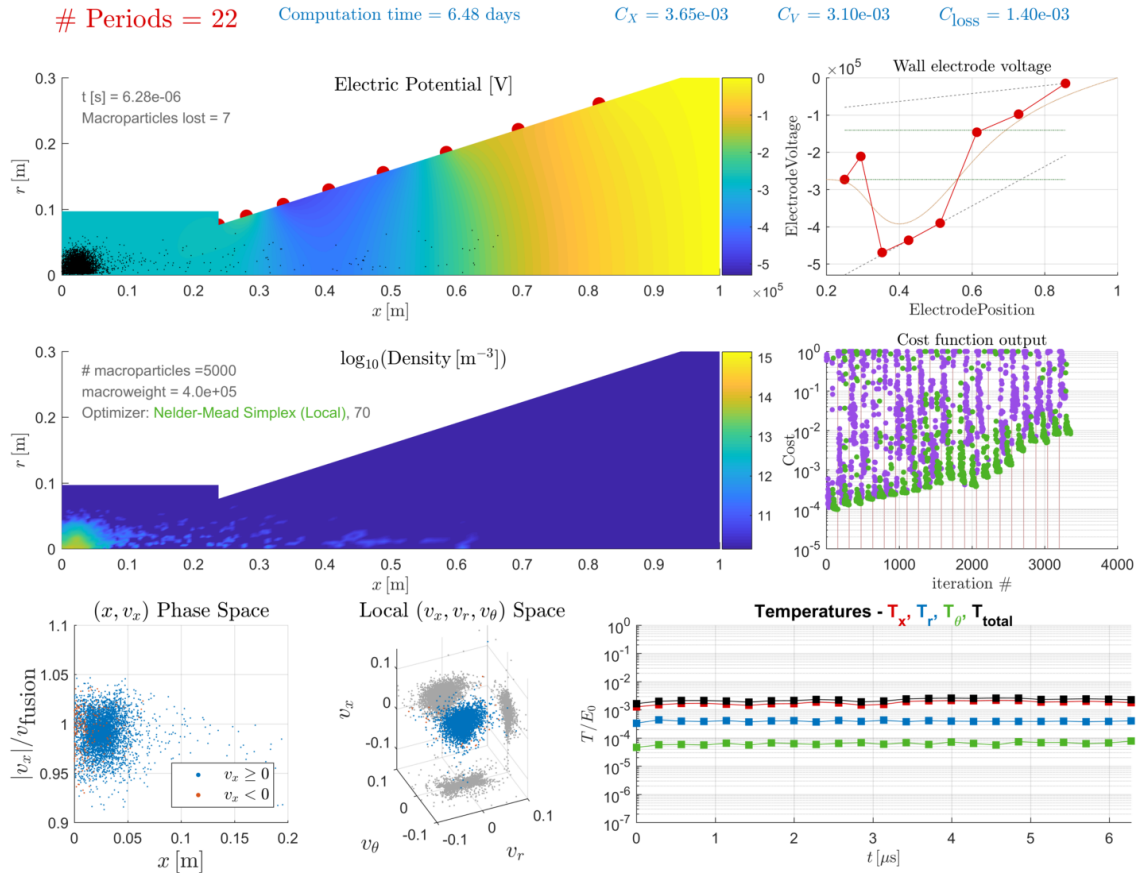 # Periods = 22
Computation time = 6.48 days
C_X = 3.65e-03
C_V = 3.10e-03
C_loss = 1.40e-03
Electric Potential [V]
t [s] = 6.28e-06
Macroparticles lost = 7
0.3
0.2
0.1
0
r [m]
0 0.1 0.2 0.3 0.4 0.5 0.6 0.7 0.8 0.9 1
x [m]
0
-1
-2
-3
-4
-5
×10^5
Wall electrode voltage
×10^5
0
-1
-2
-3
-4
-5
ElectrodeVoltage
0.2 0.4 0.6 0.8 1
ElectrodePosition
log10(Density [m^-3])
# macroparticles =5000
macroweight = 4.0e+05
Optimizer: Nelder-Mead Simplex (Local), 70
0.3
0.2
0.1
0
r [m]
0 0.1 0.2 0.3 0.4 0.5 0.6 0.7 0.8 0.9 1
x [m]
15
14
13
12
11
Cost function output
10^0
10^-1
10^-2
10^-3
10^-4
10^-5
Cost
0 1000 2000 3000 4000
iteration #
(x, v_x) Phase Space
1.1
1.05
1
0.95
0.9
|v_x|/v_fusion
v_x ≥ 0
v_x < 0
0 0.05 0.1 0.15 0.2
x [m]
Local (v_x, v_r, v_θ) Space
0.1
0
-0.1
v_x
0.1
0
-0.1
v_θ
-0.1
0
0.1
v_r
Temperatures - T_x, T_r, T_θ, T_total
10^0
10^-1
10^-2
10^-3
10^-4
10^-5
10^-6
10^-7
T/E_0
0 1 2 3 4 5 6
t [μs]